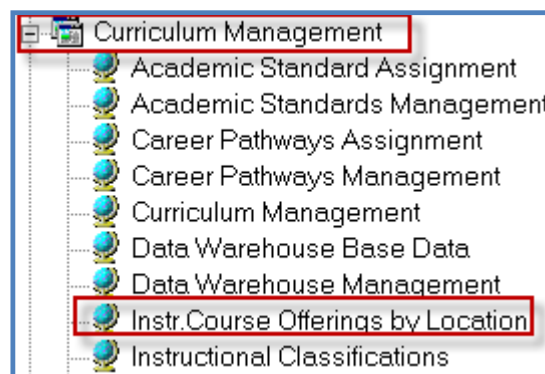 Curriculum Management
Academic Standard Assignment
Academic Standards Management
Career Pathways Assignment
Career Pathways Management
Curriculum Management
Data Warehouse Base Data
Data Warehouse Management
Instr.Course Offerings by Location
Instructional Classifications